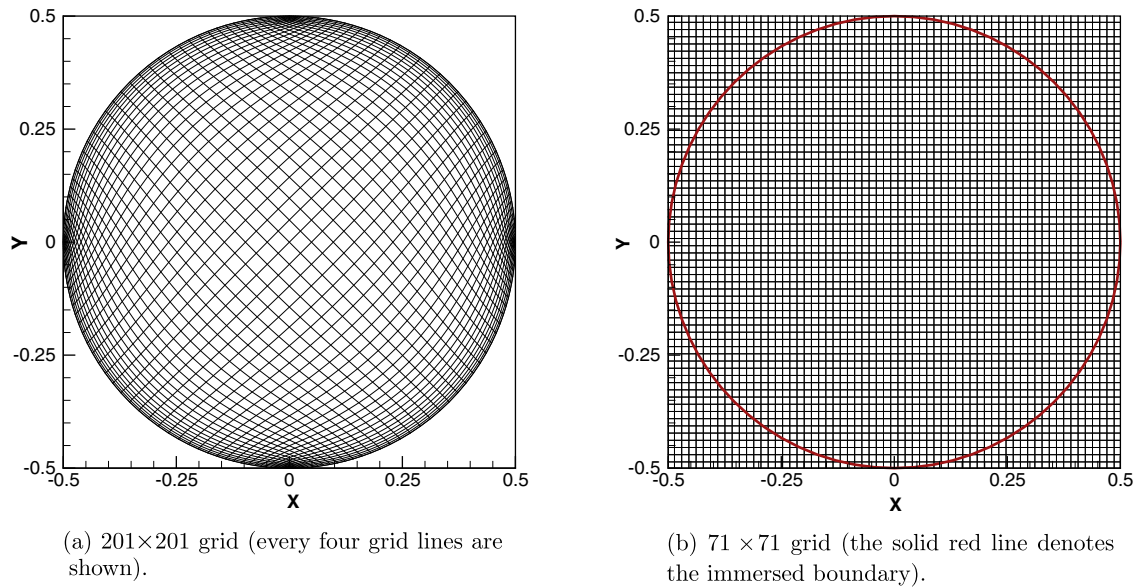 0.5
0.25
Y
0
-0.25
-0.5
-0.5
-0.25
0
0.25
0.5
X
(a) 201×201 grid (every four grid lines are
shown).
0.5
0.25
Y
0
-0.25
-0.5
-0.5
-0.25
0
0.25
0.5
X
(b) 71 ×71 grid (the solid red line denotes
the immersed boundary).